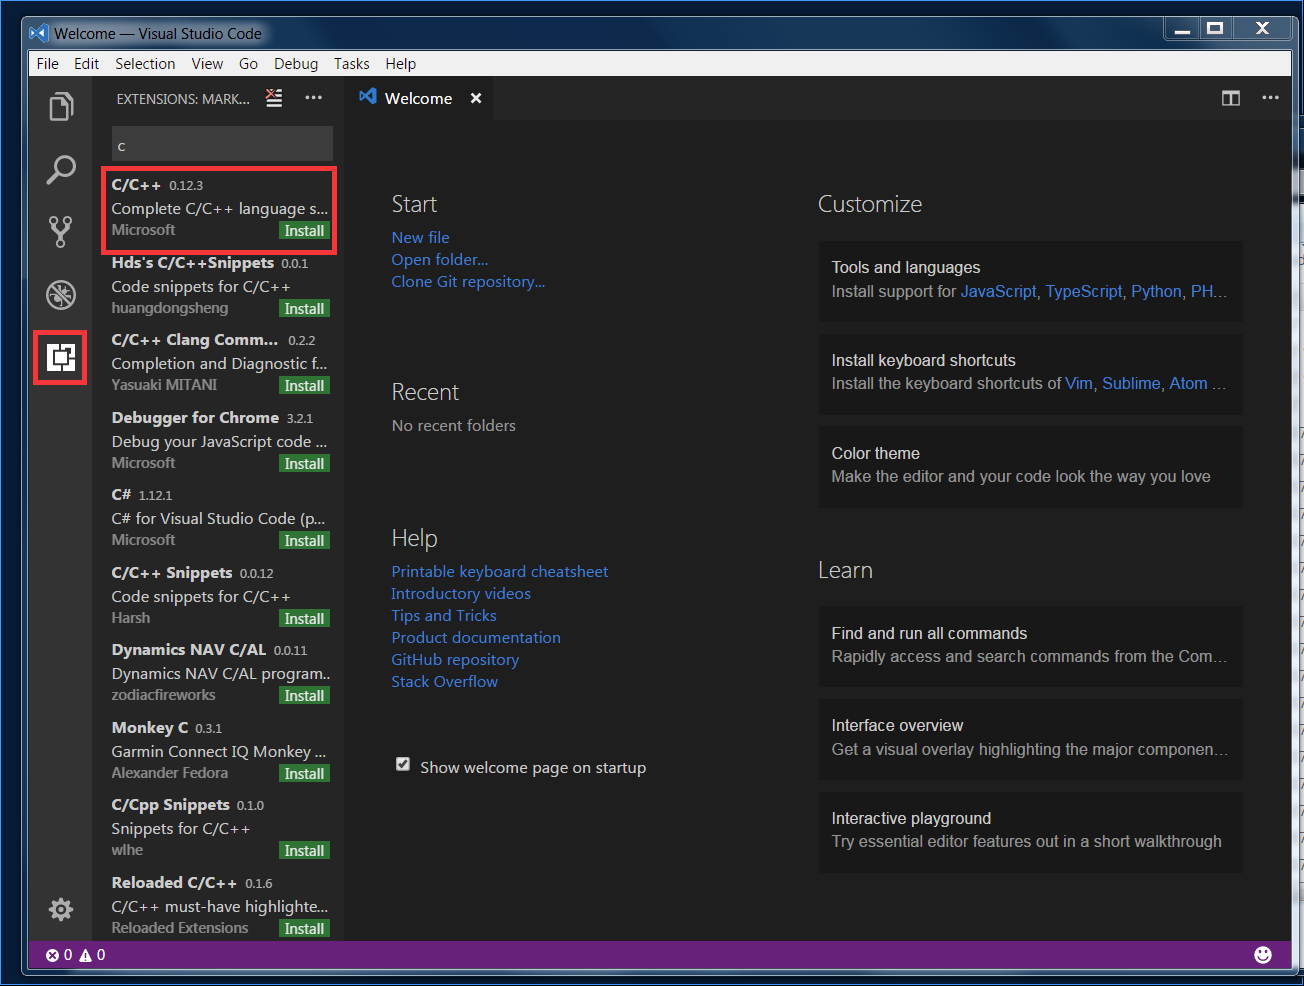 Welcome — Visual Studio Code
File Edit Selection View Go Debug Tasks Help
EXTENSIONS: MARK...
c
C/C++ 0.12.3
Complete C/C++ language s...
Microsoft Install
Hds's C/C++Snippets 0.0.1
Code snippets for C/C++
huangdongsheng Install
C/C++ Clang Comm... 0.2.2
Completion and Diagnostic f...
Yasuaki MITANI Install
Debugger for Chrome 3.2.1
Debug your JavaScript code ...
Microsoft Install
C# 1.12.1
C# for Visual Studio Code (p...
Microsoft Install
C/C++ Snippets 0.0.12
Code snippets for C/C++
Harsh Install
Dynamics NAV C/AL 0.0.11
Dynamics NAV C/AL program..
zodiacfireworks Install
Monkey C 0.3.1
Garmin Connect IQ Monkey ...
Alexander Fedora Install
C/Cpp Snippets 0.1.0
Snippets for C/C++
wlhe Install
Reloaded C/C++ 0.1.6
C/C++ must-have highlighte...
Reloaded Extensions Install
Welcome
Start
New file
Open folder...
Clone Git repository...
Recent
No recent folders
Help
Printable keyboard cheatsheet
Introductory videos
Tips and Tricks
Product documentation
GitHub repository
Stack Overflow
Show welcome page on startup
Customize
Tools and languages
Install support for JavaScript, TypeScript, Python, PH...
Install keyboard shortcuts
Install the keyboard shortcuts of Vim, Sublime, Atom ...
Color theme
Make the editor and your code look the way you love
Learn
Find and run all commands
Rapidly access and search commands from the Com...
Interface overview
Get a visual overlay highlighting the major componen...
Interactive playground
Try essential editor features out in a short walkthrough
0 0